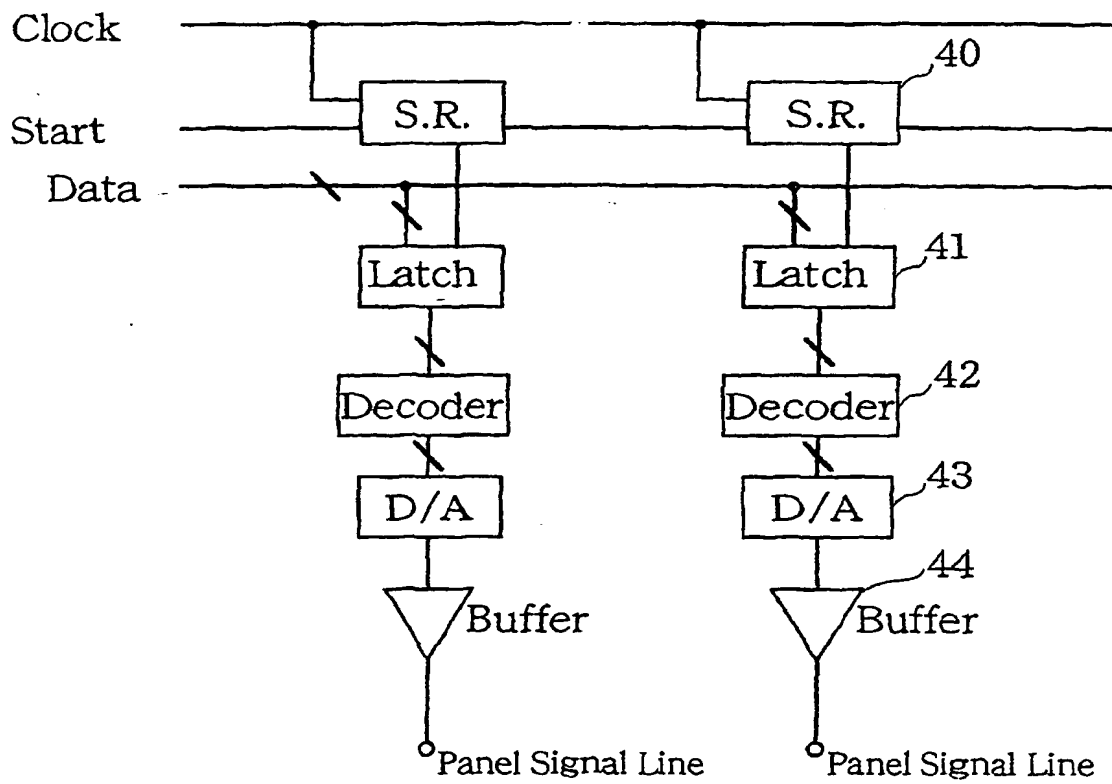 Clock
40
S.R. S.R.
Start
Data
41
Latch Latch
42
Decoder Decoder
43
D/A D/A
44
Buffer Buffer
Panel Signal Line Panel Signal Line